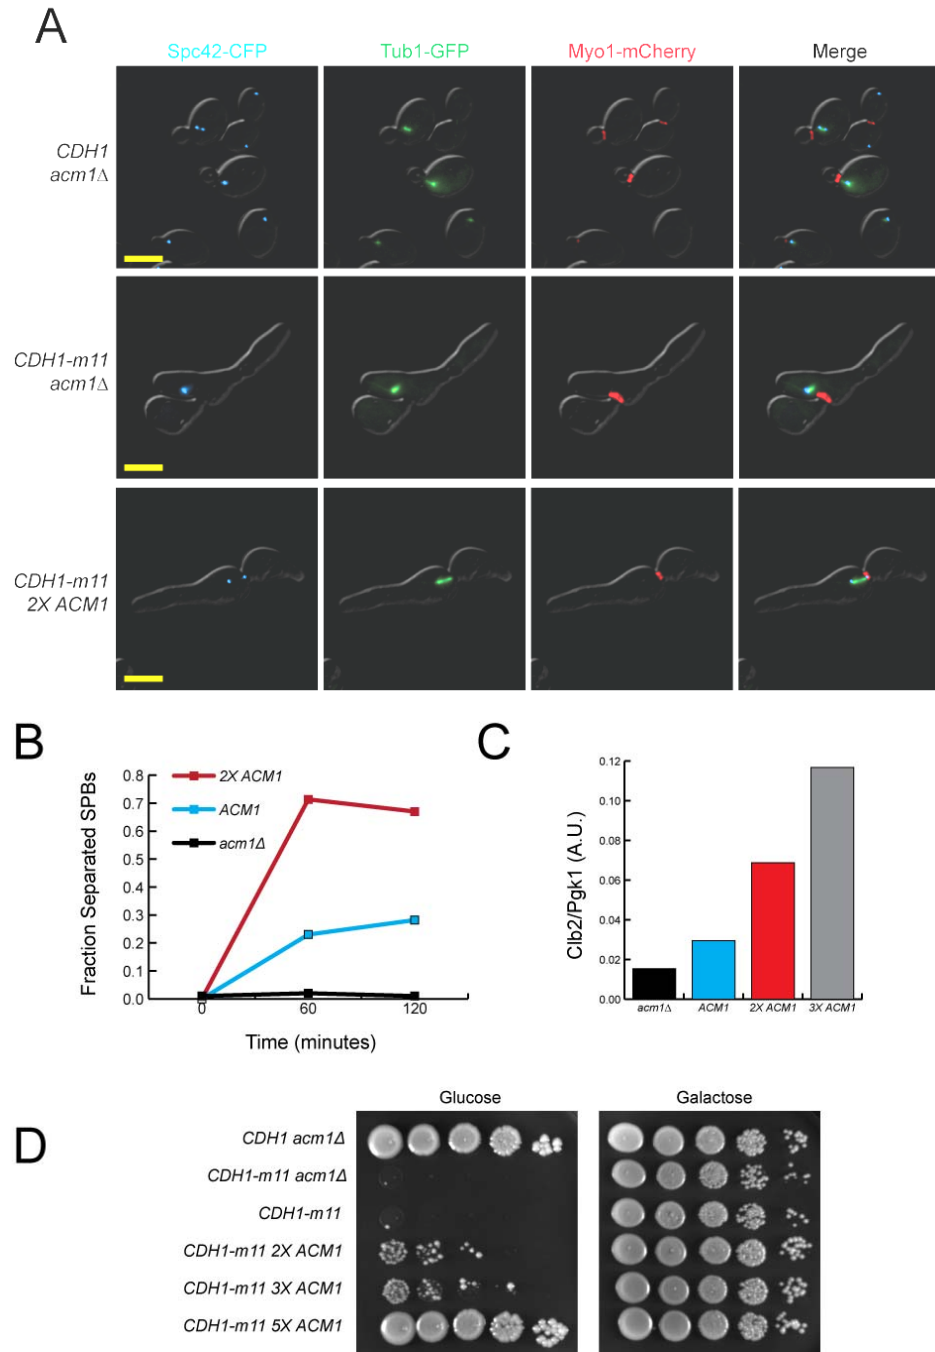 A
Spc42-CFP Tub1-GFP Myo1-mCherry Merge
CDH1
acm1Δ
CDH1-m11
acm1Δ
CDH1-m11
2X ACM1
B
Fraction Separated SPBs
0.8
0.7
0.6
0.5
0.4
0.3
0.2
0.1
0.0
2X ACM1
ACM1
acm1Δ
0 60 120
Time (minutes)
C
Clb2/Pgk1 (A.U.)
0.12
0.10
0.08
0.06
0.04
0.02
0.00
acm1Δ ACM1 2X ACM1 3X ACM1
D
Glucose Galactose
CDH1 acm1Δ
CDH1-m11 acm1Δ
CDH1-m11
CDH1-m11 2X ACM1
CDH1-m11 3X ACM1
CDH1-m11 5X ACM1